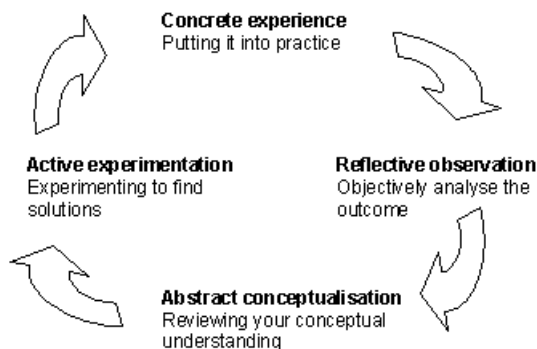 Concrete experience
Putting it into practice
Active experimentation
Experimenting to find
solutions
Reflective observation
Objectively analyse the
outcome
Abstract conceptualisation
Reviewing your conceptual
understanding